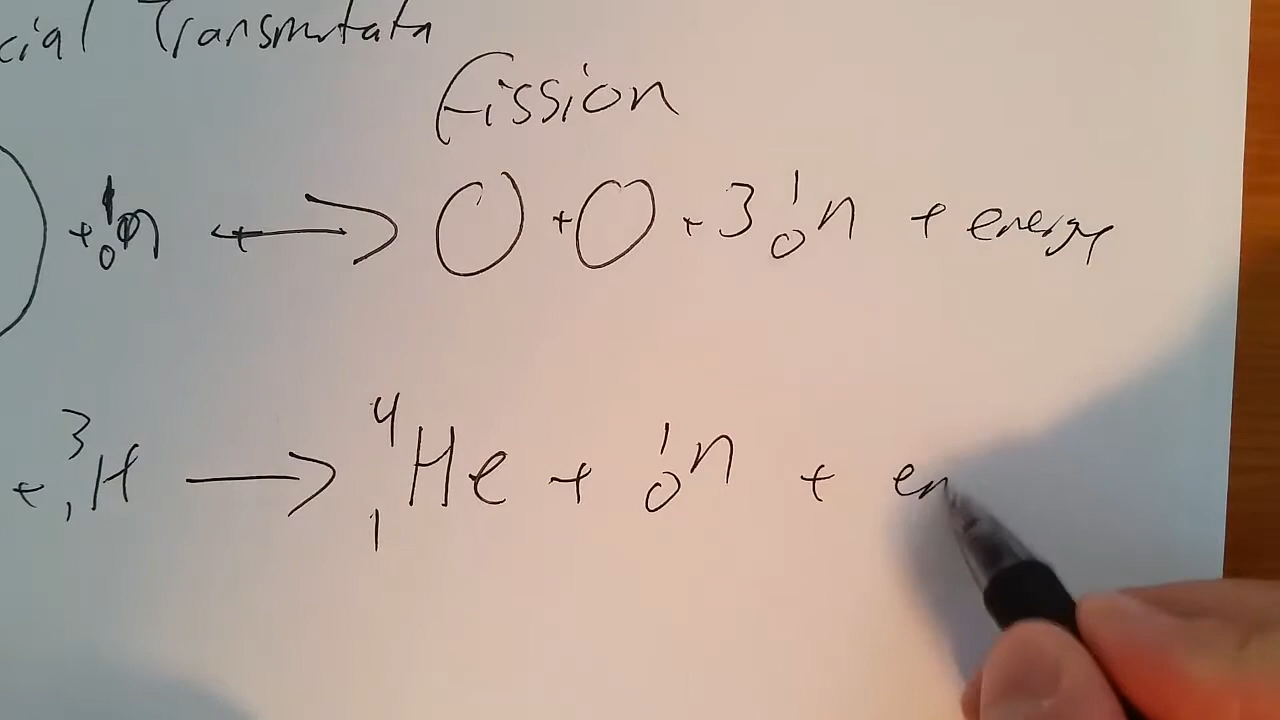 cial Transmutata
Fission
+ ¹₀n → O + O + 3 ¹₀n + energy
+ ³₁H → ⁴₁He + ¹₀n + en